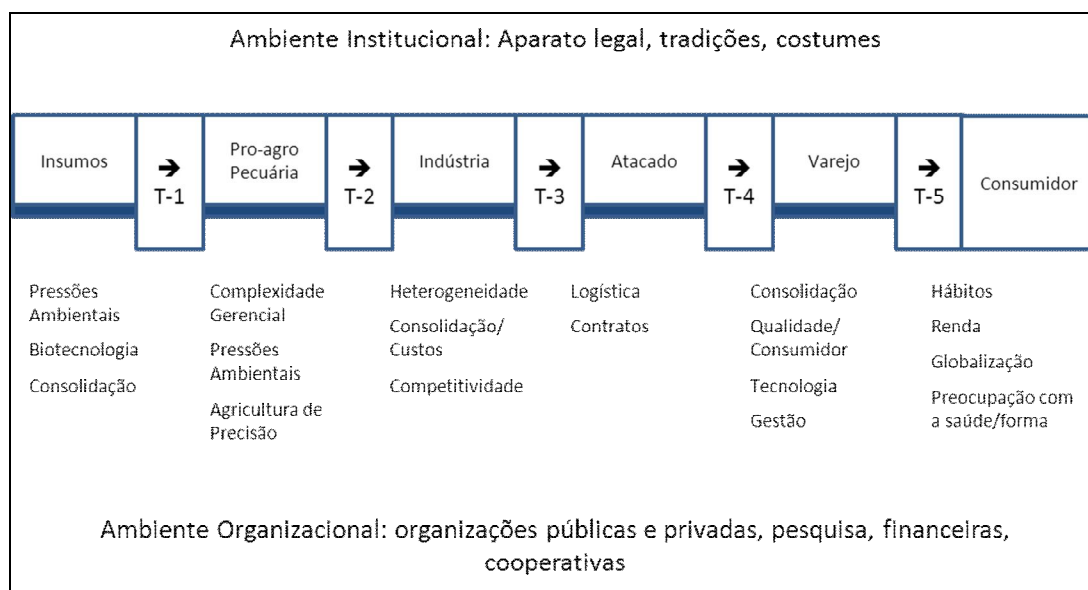 Ambiente Institucional: Aparato legal, tradições, costumes
Insumos
➔
T-1
Pro-agro
Pecuária
➔
T-2
Indústria
➔
T-3
Atacado
➔
T-4
Varejo
➔
T-5
Consumidor
Pressões
Ambientais
Biotecnologia
Consolidação
Complexidade
Gerencial
Pressões
Ambientais
Agricultura de
Precisão
Heterogeneidade
Consolidação/
Custos
Competitividade
Logística
Contratos
Consolidação
Qualidade/
Consumidor
Tecnologia
Gestão
Hábitos
Renda
Globalização
Preocupação com
a saúde/forma
Ambiente Organizacional: organizações públicas e privadas, pesquisa, financeiras,
cooperativas